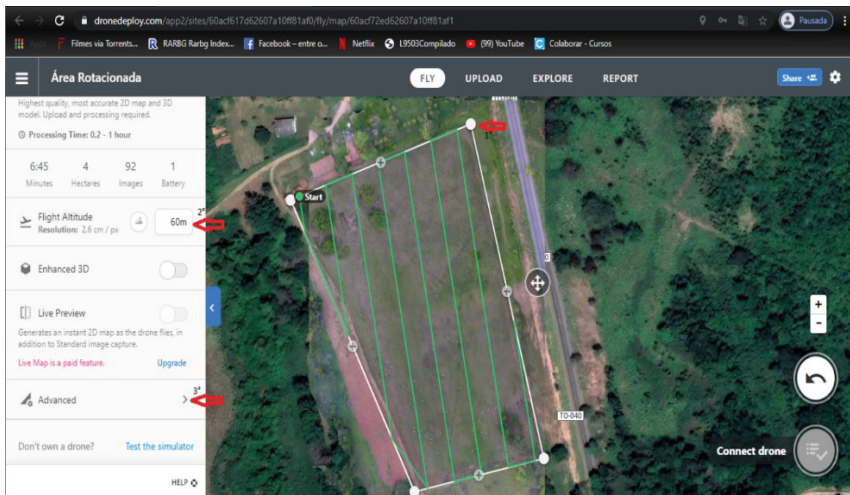 dronedeploy.com/app2/sites/60acf617d62607a10ff81af0/fly/map/60acf72ed62607a10ff81af1
Pausada
Apps Filmes via Torrents... RARBG Rarbg Index... Facebook – entre o... Netflix L9503Compilado (99) YouTube Colaborar - Cursos
Área Rotacionada
FLY UPLOAD EXPLORE REPORT
Share
Highest quality, most accurate 2D map and 3D
model. Upload and processing required.
Processing Time: 0.2 - 1 hour
6:45 4 92 1
Minutes Hectares Images Battery
Flight Altitude
Resolution: 2.6 cm / px
60m
2ª
Enhanced 3D
Live Preview
Generates an instant 2D map as the drone flies, in
addition to Standard image capture.
Live Map is a paid feature. Upgrade
Advanced
3ª
Don't own a drone? Test the simulator
HELP
Start
TO-040
+
-
Connect drone